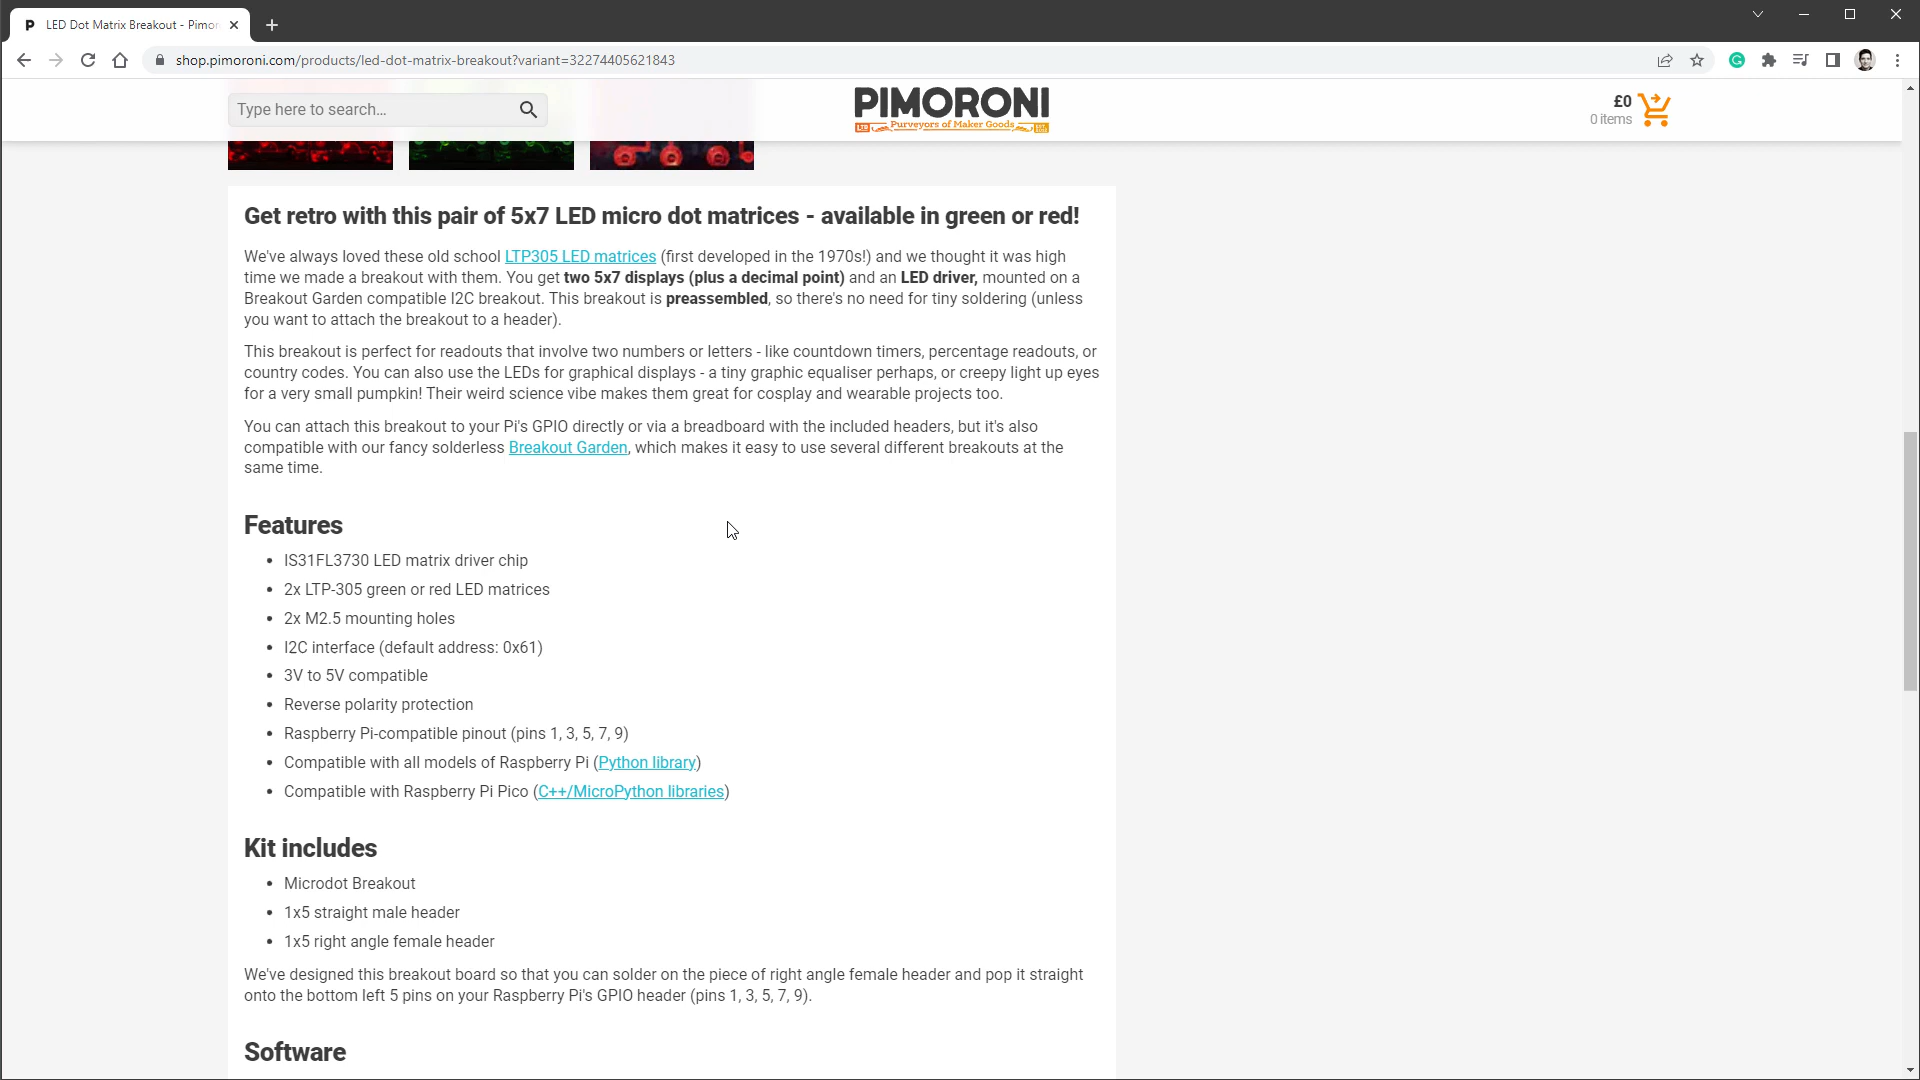 LED Dot Matrix Breakout - Pimor
shop.pimoroni.com/products/led-dot-matrix-breakout?variant=32274405621843
Type here to search...
PIMORONI
Purveyors of Maker Goods
£0
0 items
Get retro with this pair of 5x7 LED micro dot matrices - available in green or red!
We've always loved these old school LTP305 LED matrices (first developed in the 1970s!) and we thought it was high
time we made a breakout with them. You get two 5x7 displays (plus a decimal point) and an LED driver, mounted on a
Breakout Garden compatible I2C breakout. This breakout is preassembled, so there's no need for tiny soldering (unless
you want to attach the breakout to a header).
This breakout is perfect for readouts that involve two numbers or letters - like countdown timers, percentage readouts, or
country codes. You can also use the LEDs for graphical displays - a tiny graphic equaliser perhaps, or creepy light up eyes
for a very small pumpkin! Their weird science vibe makes them great for cosplay and wearable projects too.
You can attach this breakout to your Pi's GPIO directly or via a breadboard with the included headers, but it's also
compatible with our fancy solderless Breakout Garden, which makes it easy to use several different breakouts at the
same time.
Features
• IS31FL3730 LED matrix driver chip
• 2x LTP-305 green or red LED matrices
• 2x M2.5 mounting holes
• I2C interface (default address: 0x61)
• 3V to 5V compatible
• Reverse polarity protection
• Raspberry Pi-compatible pinout (pins 1, 3, 5, 7, 9)
• Compatible with all models of Raspberry Pi (Python library)
• Compatible with Raspberry Pi Pico (C++/MicroPython libraries)
Kit includes
• Microdot Breakout
• 1x5 straight male header
• 1x5 right angle female header
We've designed this breakout board so that you can solder on the piece of right angle female header and pop it straight
onto the bottom left 5 pins on your Raspberry Pi's GPIO header (pins 1, 3, 5, 7, 9).
Software